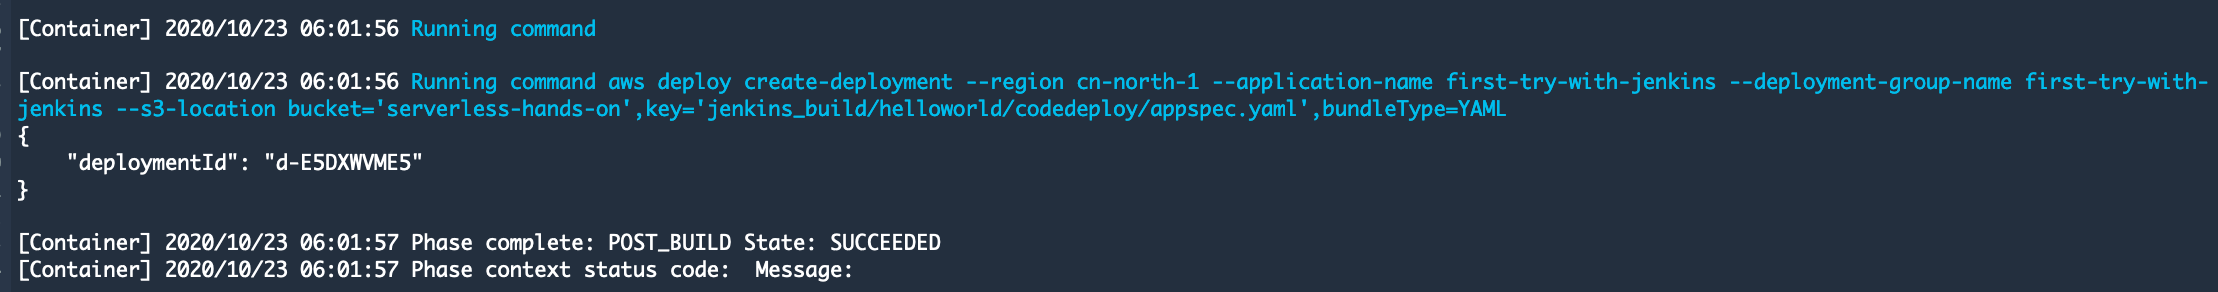 [Container] 2020/10/23 06:01:56 Running command
[Container] 2020/10/23 06:01:56 Running command aws deploy create-deployment --region cn-north-1 --application-name first-try-with-jenkins --deployment-group-name first-try-with-
jenkins --s3-location bucket='serverless-hands-on',key='jenkins_build/helloworld/codedeploy/appspec.yaml',bundleType=YAML
{
    "deploymentId": "d-E5DXWVME5"
}
[Container] 2020/10/23 06:01:57 Phase complete: POST_BUILD State: SUCCEEDED
[Container] 2020/10/23 06:01:57 Phase context status code:  Message: